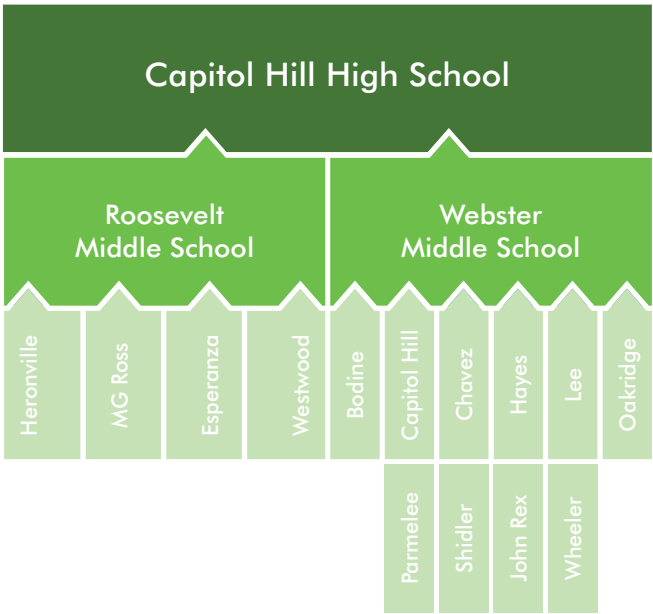 Capitol Hill High School
Roosevelt
Middle School
Webster
Middle School
Heronville
MG Ross
Esperanza
Westwood
Bodine
Capitol Hill
Chavez
Hayes
Lee
Oakridge
Parmelee
Shidler
John Rex
Wheeler